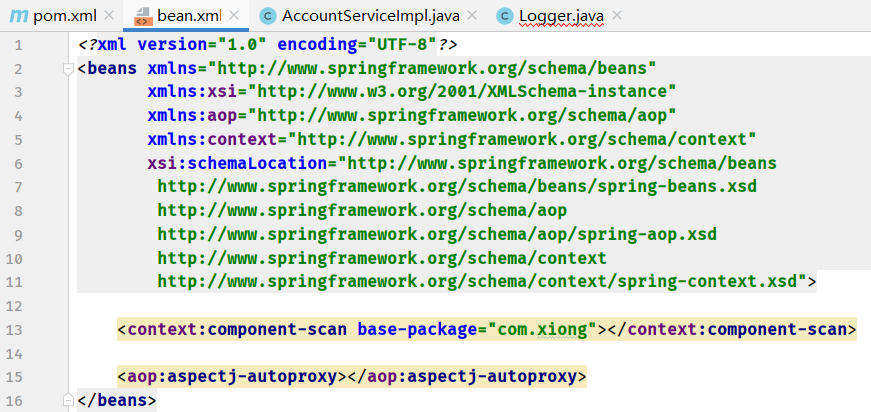 pom.xml bean.xml AccountServiceImpl.java Logger.java
1 <?xml version="1.0" encoding="UTF-8"?>
2 <beans xmlns="http://www.springframework.org/schema/beans"
3 xmlns:xsi="http://www.w3.org/2001/XMLSchema-instance"
4 xmlns:aop="http://www.springframework.org/schema/aop"
5 xmlns:context="http://www.springframework.org/schema/context"
6 xsi:schemaLocation="http://www.springframework.org/schema/beans
7 http://www.springframework.org/schema/beans/spring-beans.xsd
8 http://www.springframework.org/schema/aop
9 http://www.springframework.org/schema/aop/spring-aop.xsd
10 http://www.springframework.org/schema/context
11 http://www.springframework.org/schema/context/spring-context.xsd">
12
13 <context:component-scan base-package="com.xiong"></context:component-scan>
14
15 <aop:aspectj-autoproxy></aop:aspectj-autoproxy>
16 </beans>